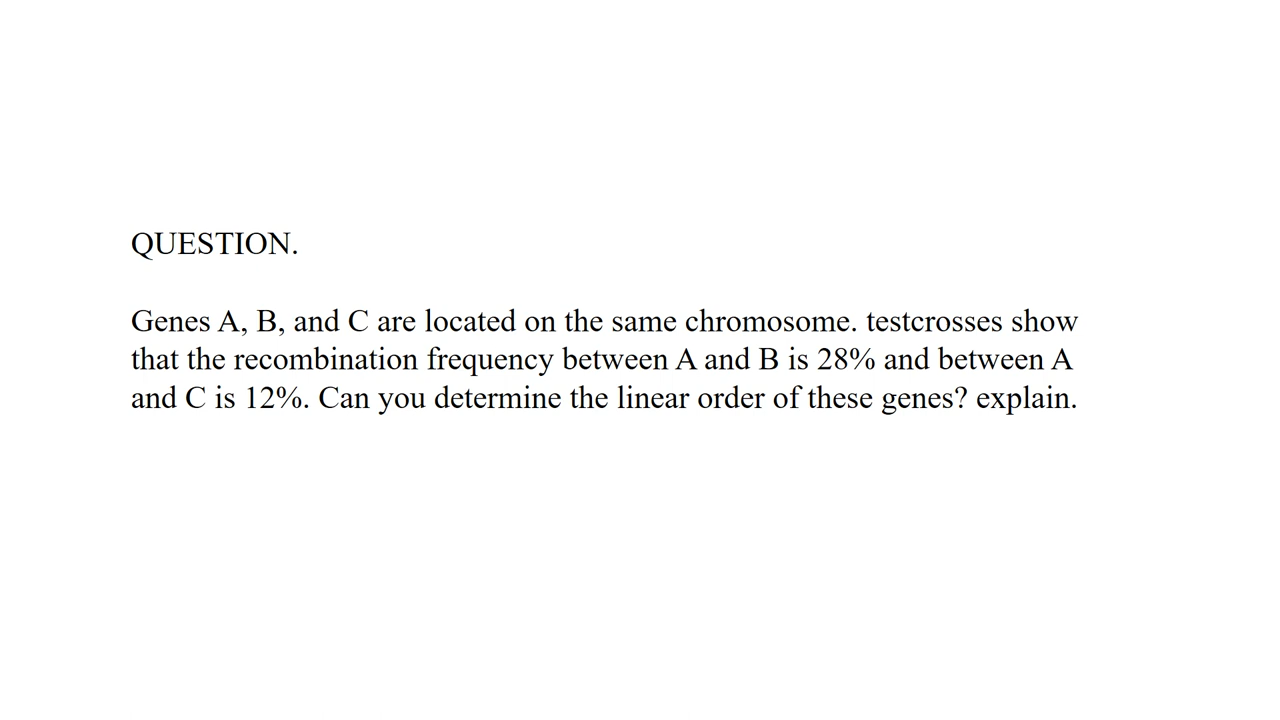 QUESTION.
Genes A, B, and C are located on the same chromosome. testcrosses show
that the recombination frequency between A and B is 28% and between A
and C is 12%. Can you determine the linear order of these genes? explain.